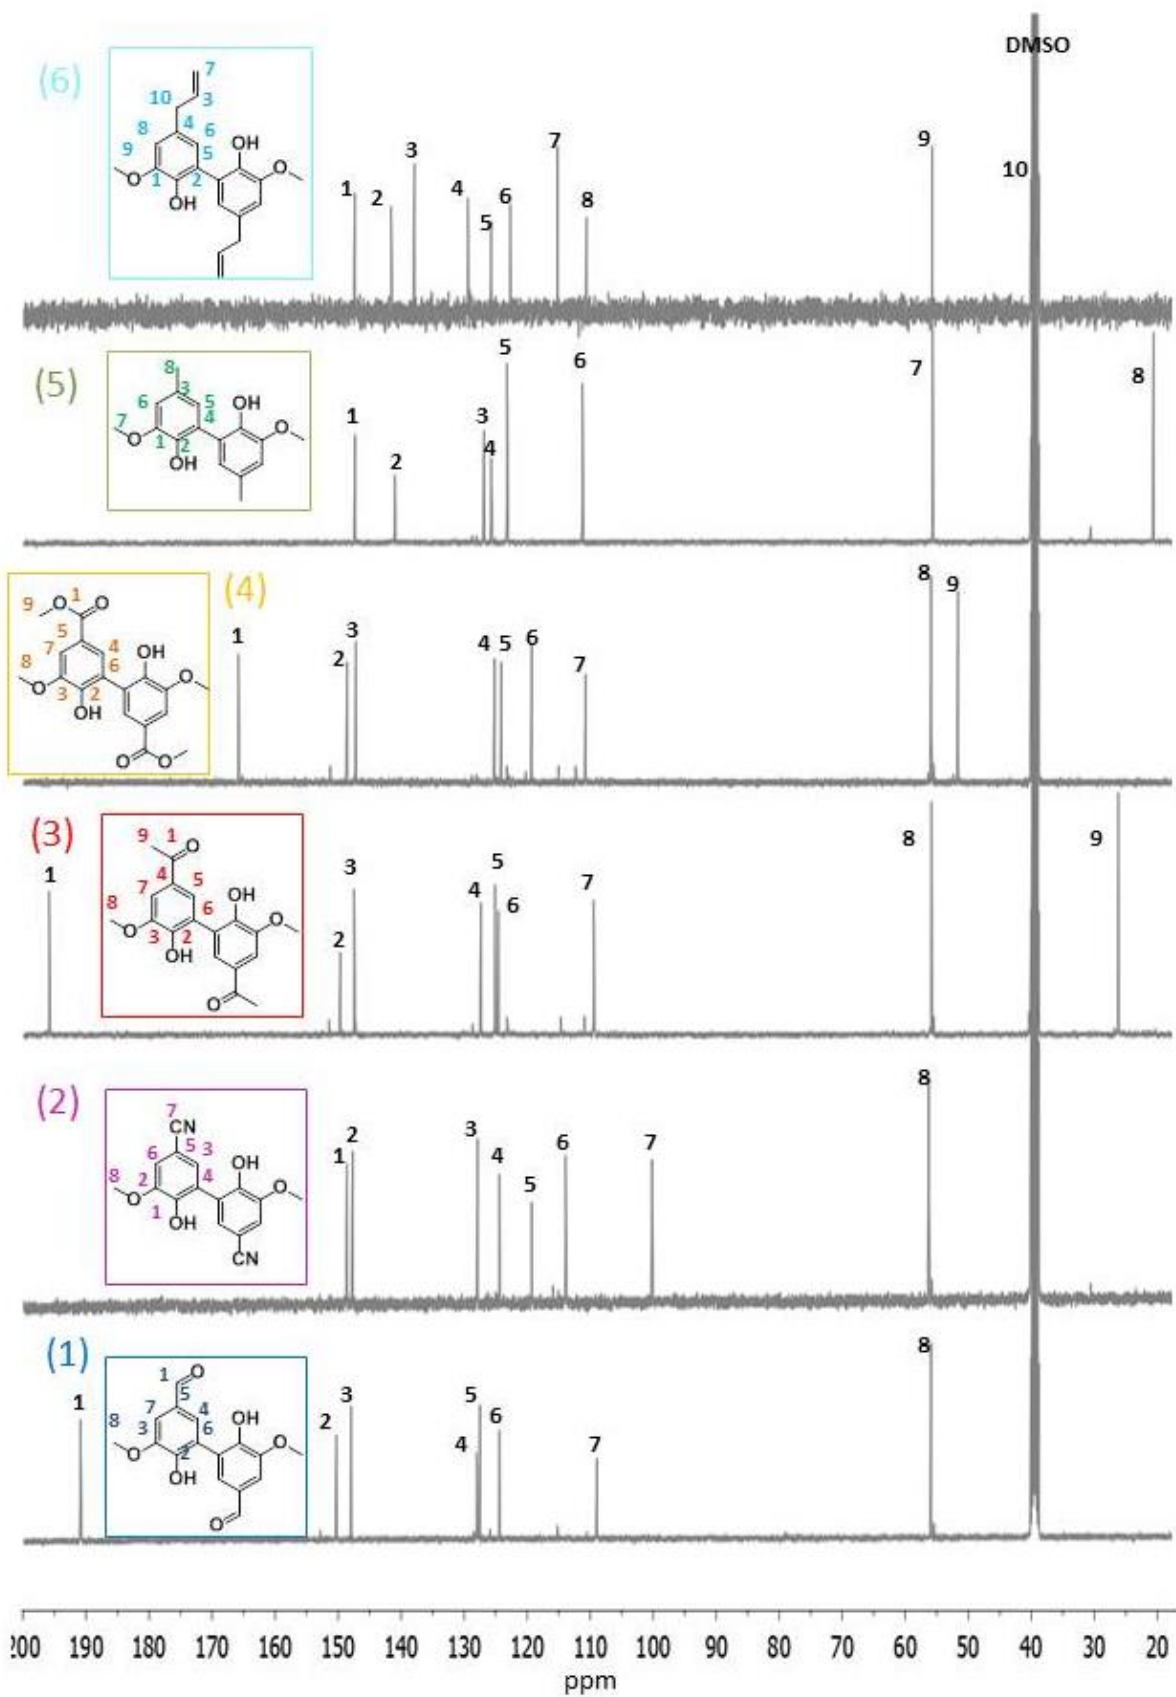 DMSO
(6)
7
10 3
8 4 6 OH
9 5
O 1 2 O
OH
1 2 3 4 5 6 7 8 9 10
(5)
8
3
6 5 OH
7 4
O 1 2 O
OH
1 2 3 4 5 6 7 8
(4)
1
9 O O
5
7 4 OH
8 6
O 3 2 O
OH
O O
1 2 3 4 5 6 7 8 9
(3)
9 1 O
4
7 5 OH
8 6
O 3 2 O
OH
O
1 2 3 4 5 6 7 8 9
(2)
7
CN
6 5 3 OH
8 2 4
O 1 O
OH
CN
1 2 3 4 5 6 7 8
(1)
1 O
5
7 4 OH
8 3 6
O 2 O
OH
O
1 2 3 4 5 6 7 8
200 190 180 170 160 150 140 130 120 110 100 90 80 70 60 50 40 30 20
ppm